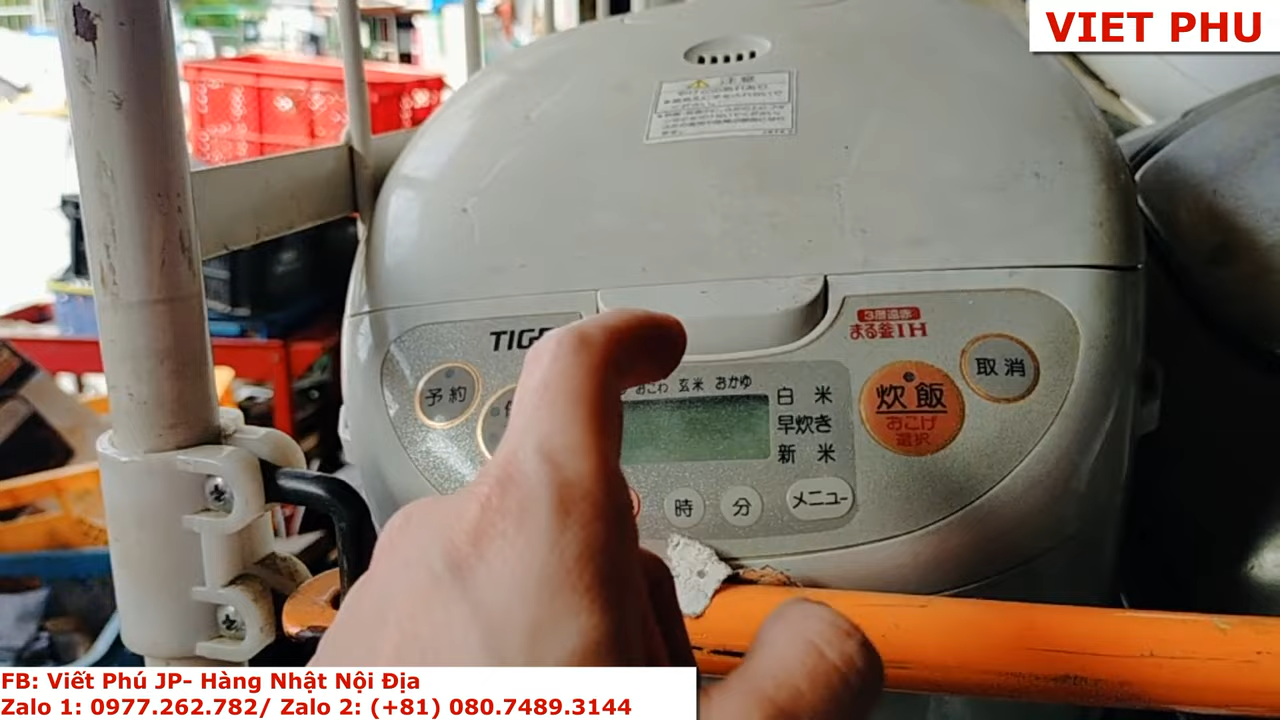 VIET PHU
注意
TIGE
3層遠赤
まる釜IH
予約
おこわ 玄米 おかゆ
白米
早炊き
新米
炊飯
おこげ
選択
取消
時
分
メニュー
FB: Viết Phú JP- Hàng Nhật Nội Địa
Zalo 1: 0977.262.782/ Zalo 2: (+81) 080.7489.3144